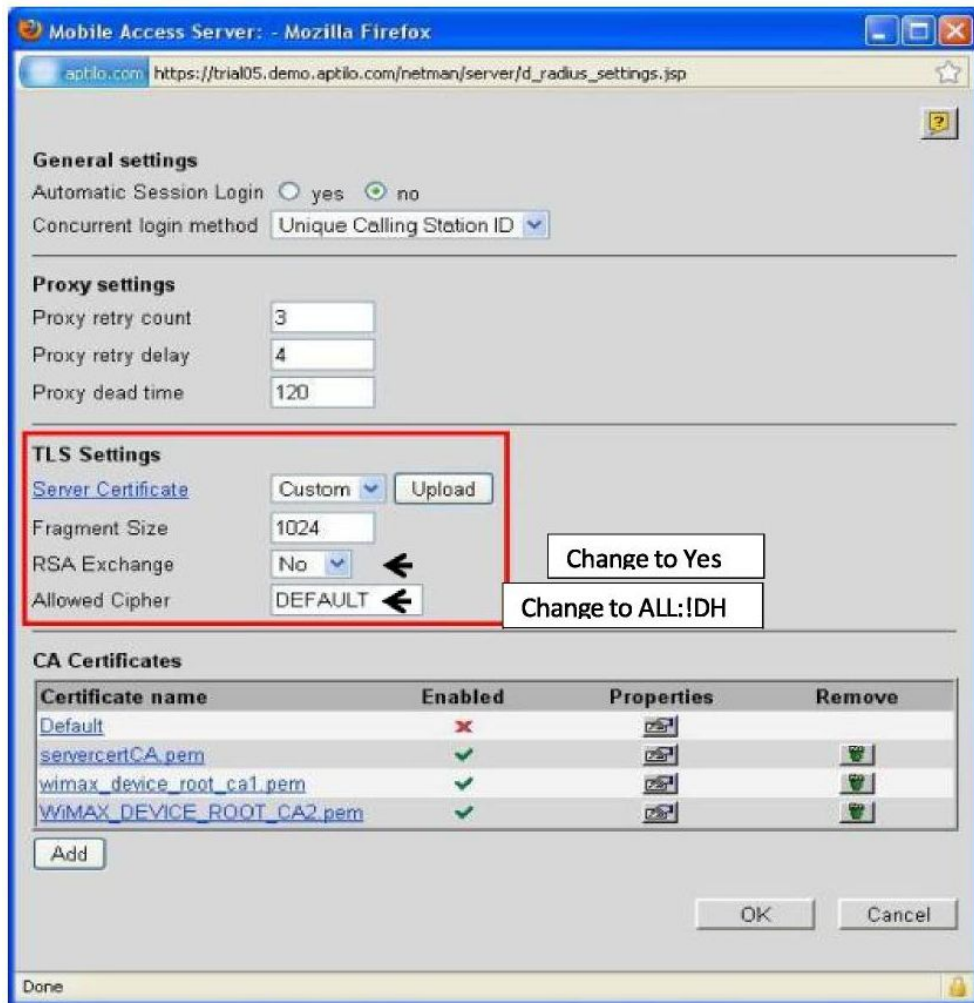 Mobile Access Server: - Mozilla Firefox
aptilo.com https://trial05.demo.aptilo.com/netman/server/d_radius_settings.jsp
?
General settings
Automatic Session Login yes no
Concurrent login method Unique Calling Station ID
Proxy settings
Proxy retry count 3
Proxy retry delay 4
Proxy dead time 120
TLS Settings
Server Certificate Custom Upload
Fragment Size 1024
RSA Exchange No Change to Yes
Allowed Cipher DEFAULT Change to ALL:!DH
CA Certificates
Certificate name Enabled Properties Remove
Default
servercertCA.pem
wimax_device_root_ca1.pem
WiMAX_DEVICE_ROOT_CA2.pem
Add
OK Cancel
Done